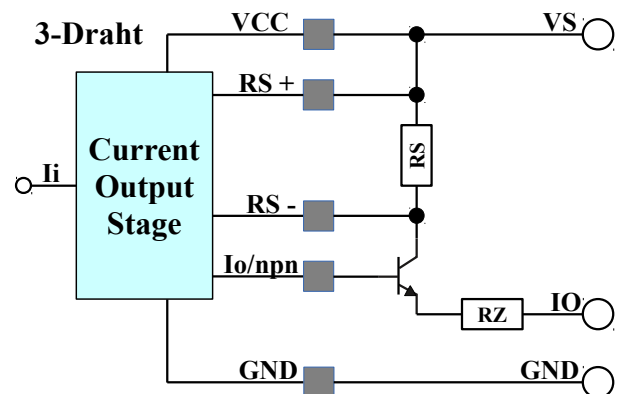 3-Draht
VCC
VS
RS +
Ii
Current
Output
Stage
RS
RS -
Io/npn
RZ
IO
GND
GND